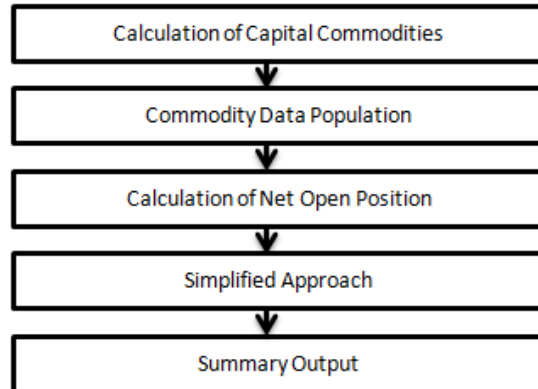 Calculation of Capital Commodities
Commodity Data Population
Calculation of Net Open Position
Simplified Approach
Summary Output